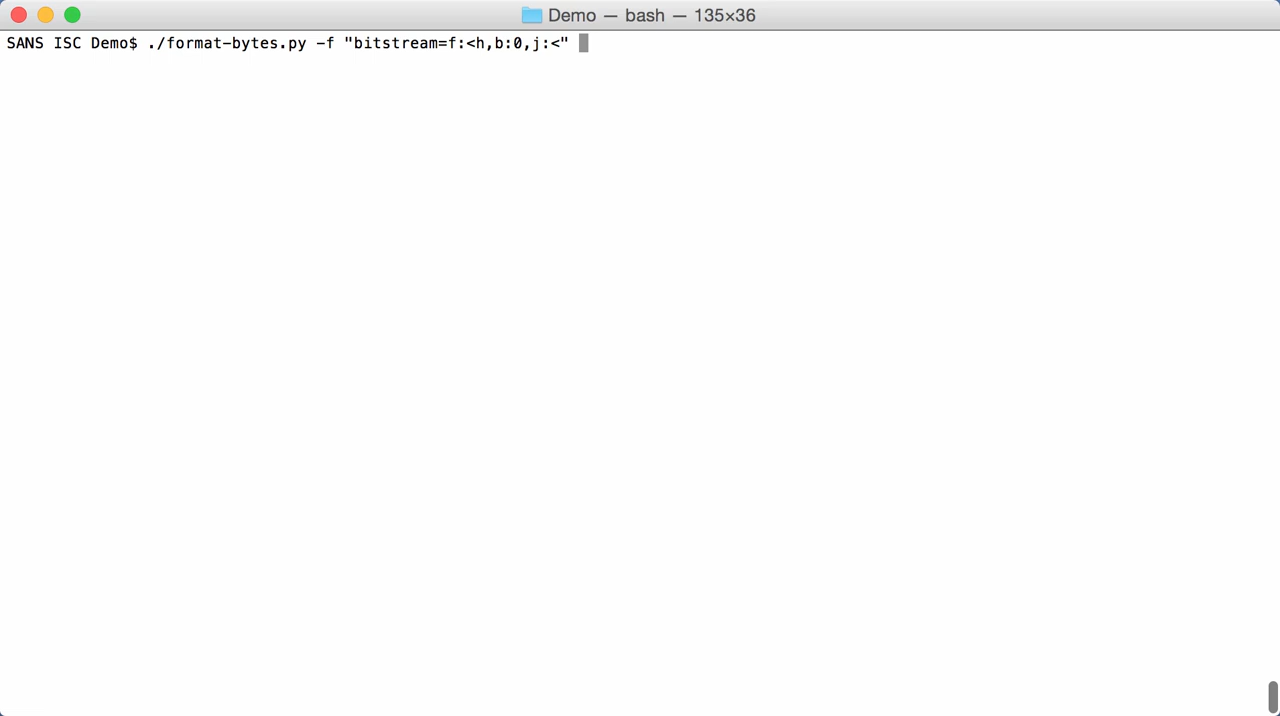 Demo — bash — 135×36
SANS ISC Demo$ ./format-bytes.py -f "bitstream=f:<h,b:0,j:<"